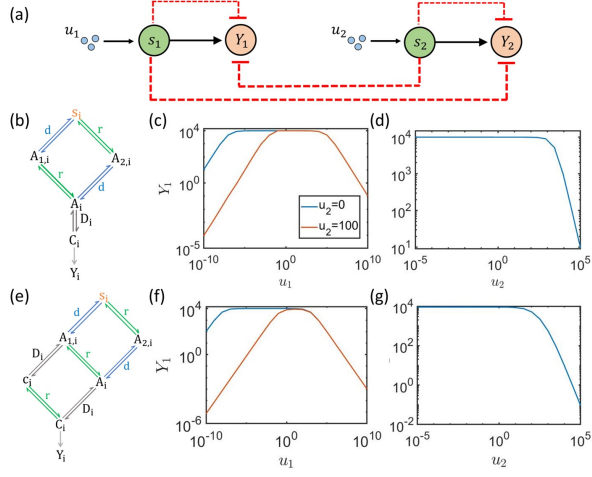 (a)
u1 s1 Y1 u2 s2 Y2
(b)
si
d r
A1,i A2,i
r d
Ai
Di
Ci
Yi
(c)
10^4
10^0
10^-5
Y1
u2=0
u2=100
10^-10 10^0 10^10
u1
(d)
10^4
10^3
10^2
10^1
10^-5 10^0 10^5
u2
(e)
si
d r
A1,i A2,i
Di r d
ci Ai
r Di
Ci
Yi
(f)
10^4
10^0
10^-6
Y1
10^-10 10^0 10^10
u1
(g)
10^4
10^2
10^0
10^-2
10^-5 10^0 10^5
u2